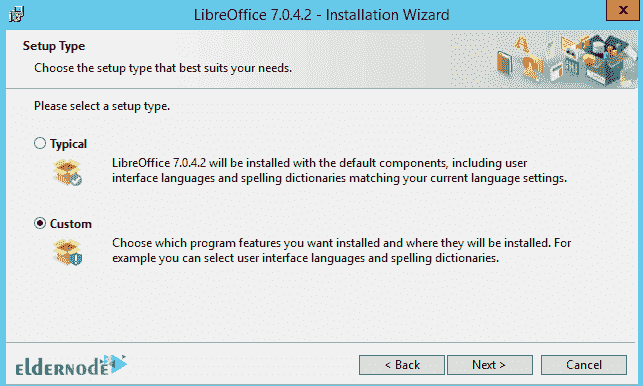 LibreOffice 7.0.4.2 - Installation Wizard
x
Setup Type
Choose the setup type that best suits your needs.
Please select a setup type.
Typical
LibreOffice 7.0.4.2 will be installed with the default components, including user
interface languages and spelling dictionaries matching your current language settings.
Custom
Choose which program features you want installed and where they will be installed. For
example you can select user interface languages and spelling dictionaries.
eldernode
< Back
Next >
Cancel